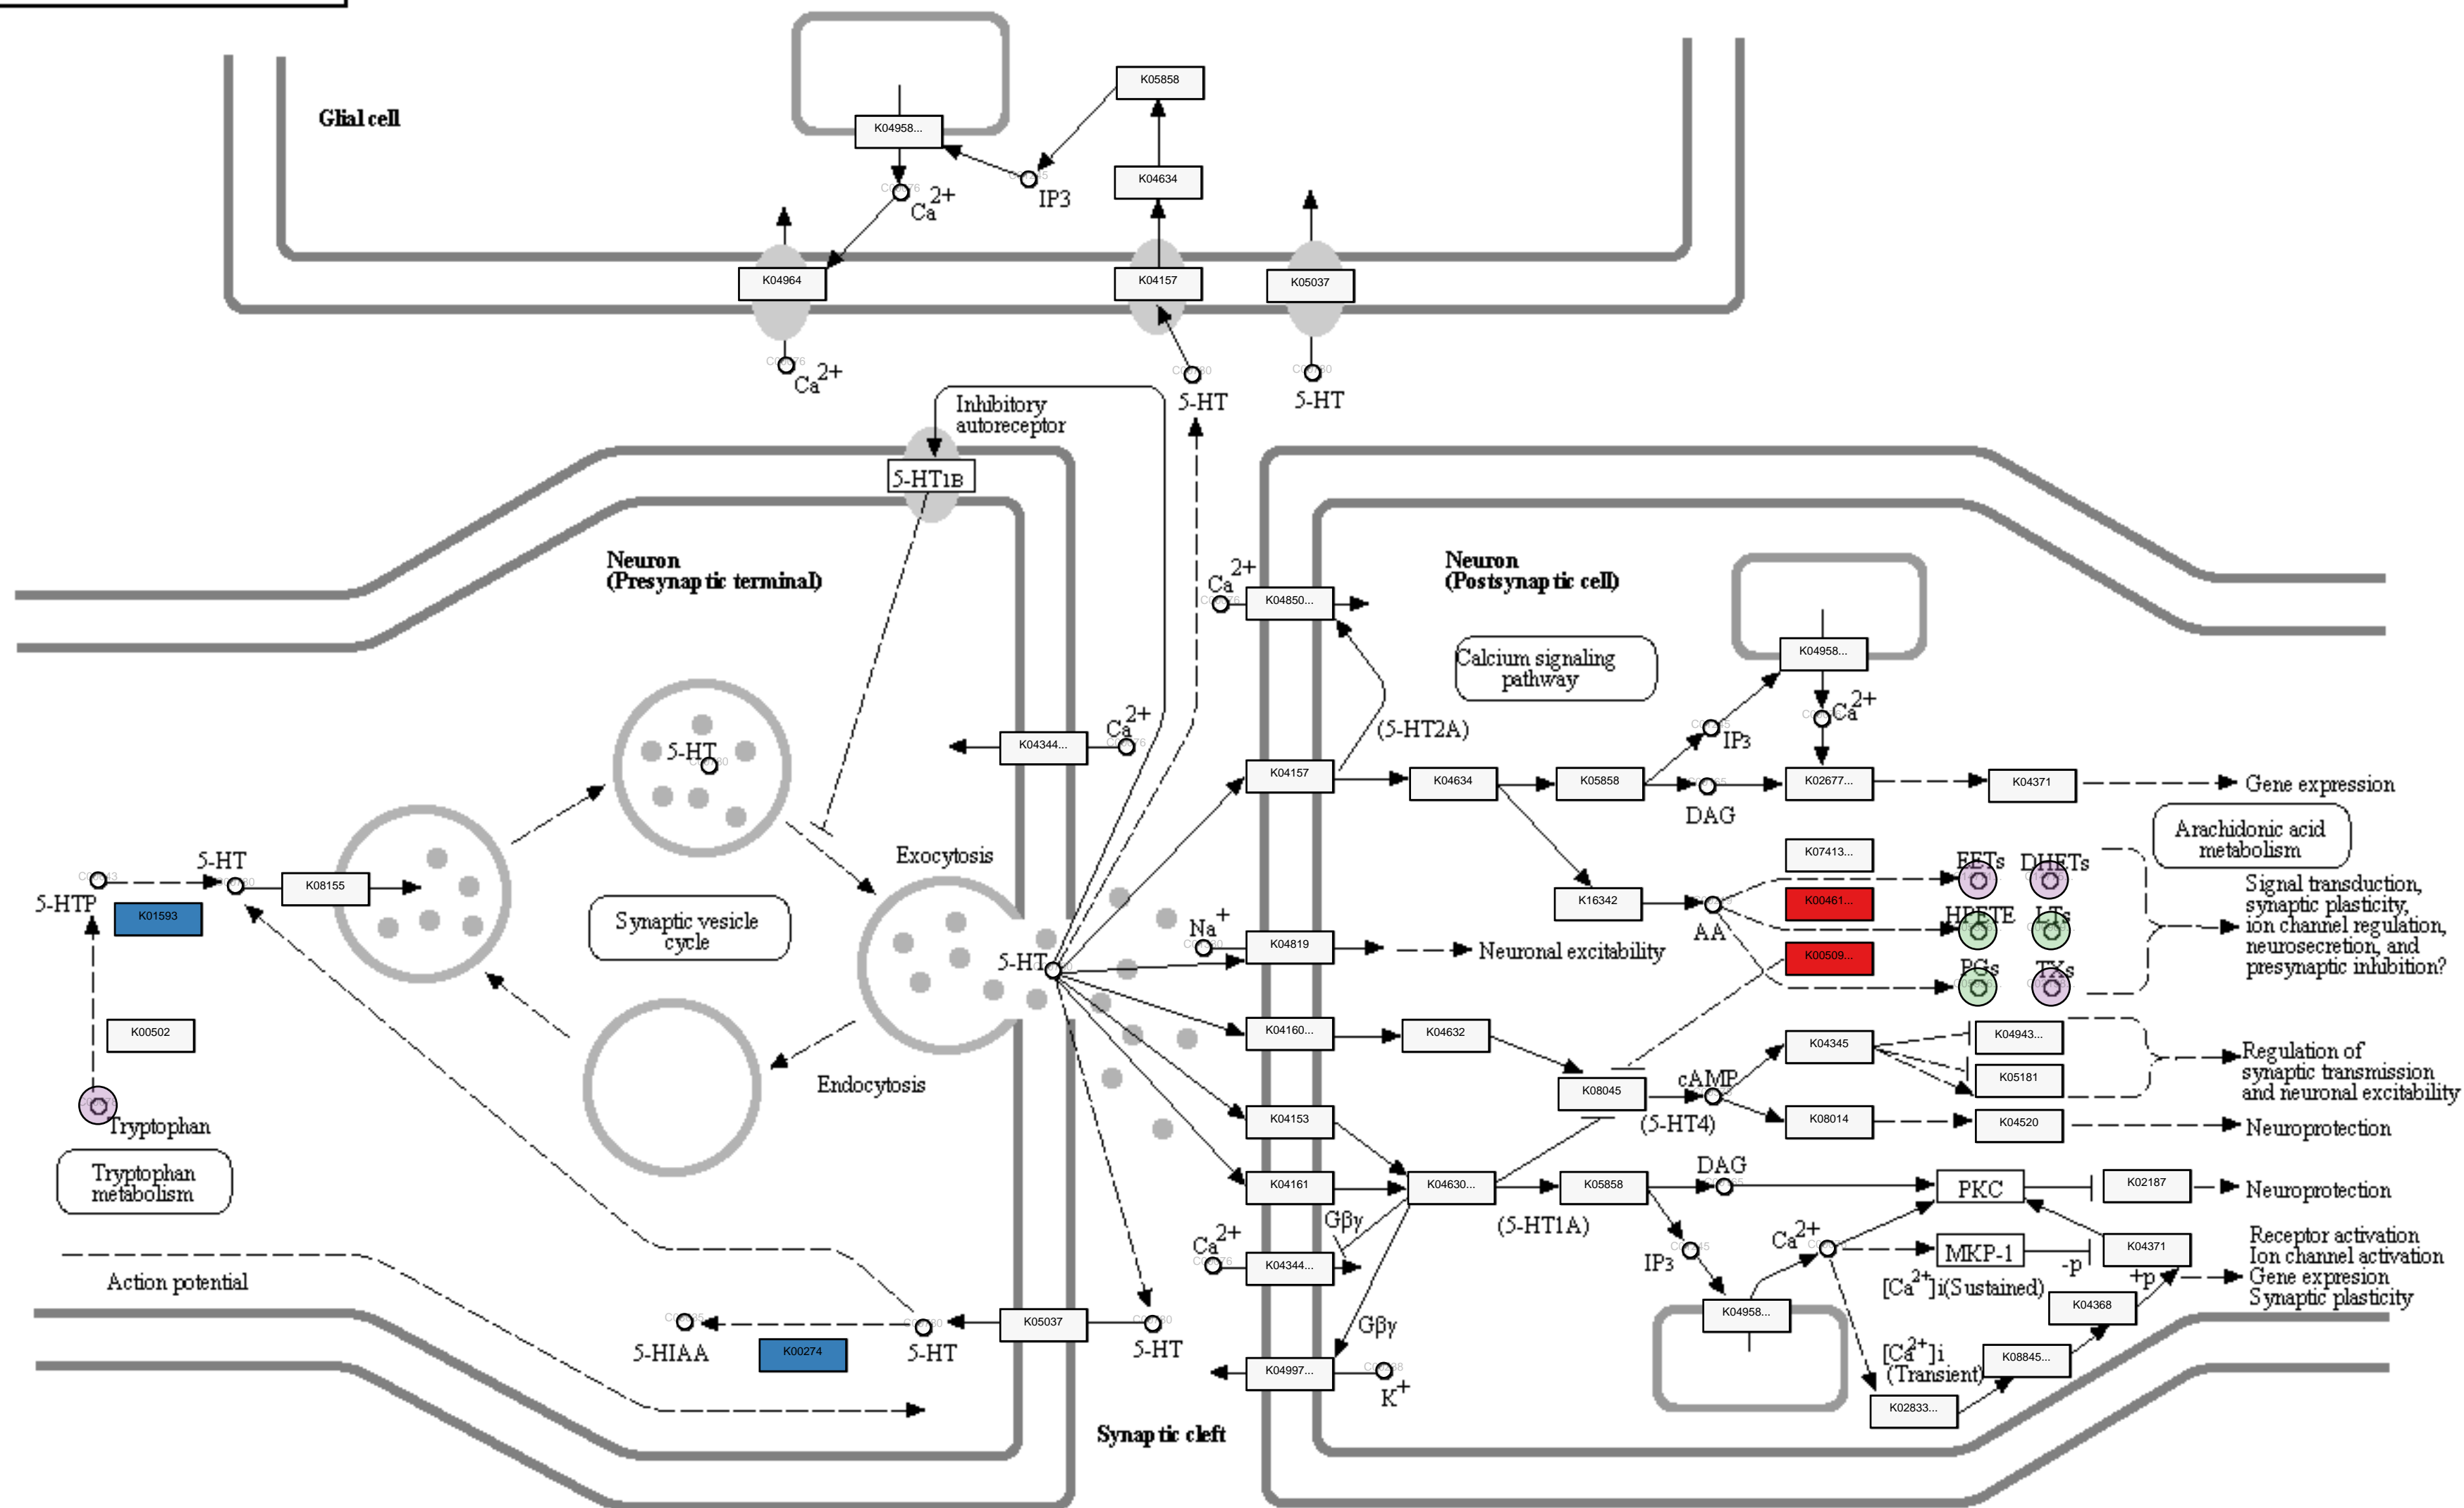 Glial cell
K05858
K04958...
K04634
IP3
Ca2+
K04964
K04157
K05037
Ca2+
5-HT
5-HT
Inhibitory
autoreceptor
5-HT1B
Neuron
(Presynaptic terminal)
Neuron
(Postsynaptic cell)
Ca2+
K04850...
K04958...
Calcium signaling
pathway
Ca2+
(5-HT2A)
IP3
5-HT
K04344...
Ca2+
K04157
K04634
K05858
DAG
K02677...
K04371
Gene expression
Arachidonic acid
metabolism
Exocytosis
5-HT
K08155
5-HTP
K01593
Synaptic vesicle
cycle
K07413...
K16342
AA
K00461...
K00509...
EETs
DHETs
HPETE
LTs
PGs
TXs
Signal transduction,
synaptic plasticity,
ion channel regulation,
neurosecretion, and
presynaptic inhibition?
Na+
K04819
Neuronal excitability
5-HT
K00502
K04160...
K04632
K04345
K04943...
K05181
Regulation of
synaptic transmission
and neuronal excitability
Endocytosis
K08045
cAMP
(5-HT4)
K08014
K04520
Neuroprotection
K04153
Tryptophan
Tryptophan
metabolism
K04161
K04630...
K05858
(5-HT1A)
DAG
PKC
K02187
Neuroprotection
Gβγ
Ca2+
K04344...
IP3
Ca2+
MKP-1
-p
K04371
+p
Receptor activation
Ion channel activation
Gene expresion
Synaptic plasticity
[Ca2+]i(Sustained)
K04368
Action potential
5-HIAA
K00274
5-HT
K05037
5-HT
Gβγ
K04958...
K04997...
K+
[Ca2+]i
(Transient)
K08845...
K02833...
Synaptic cleft